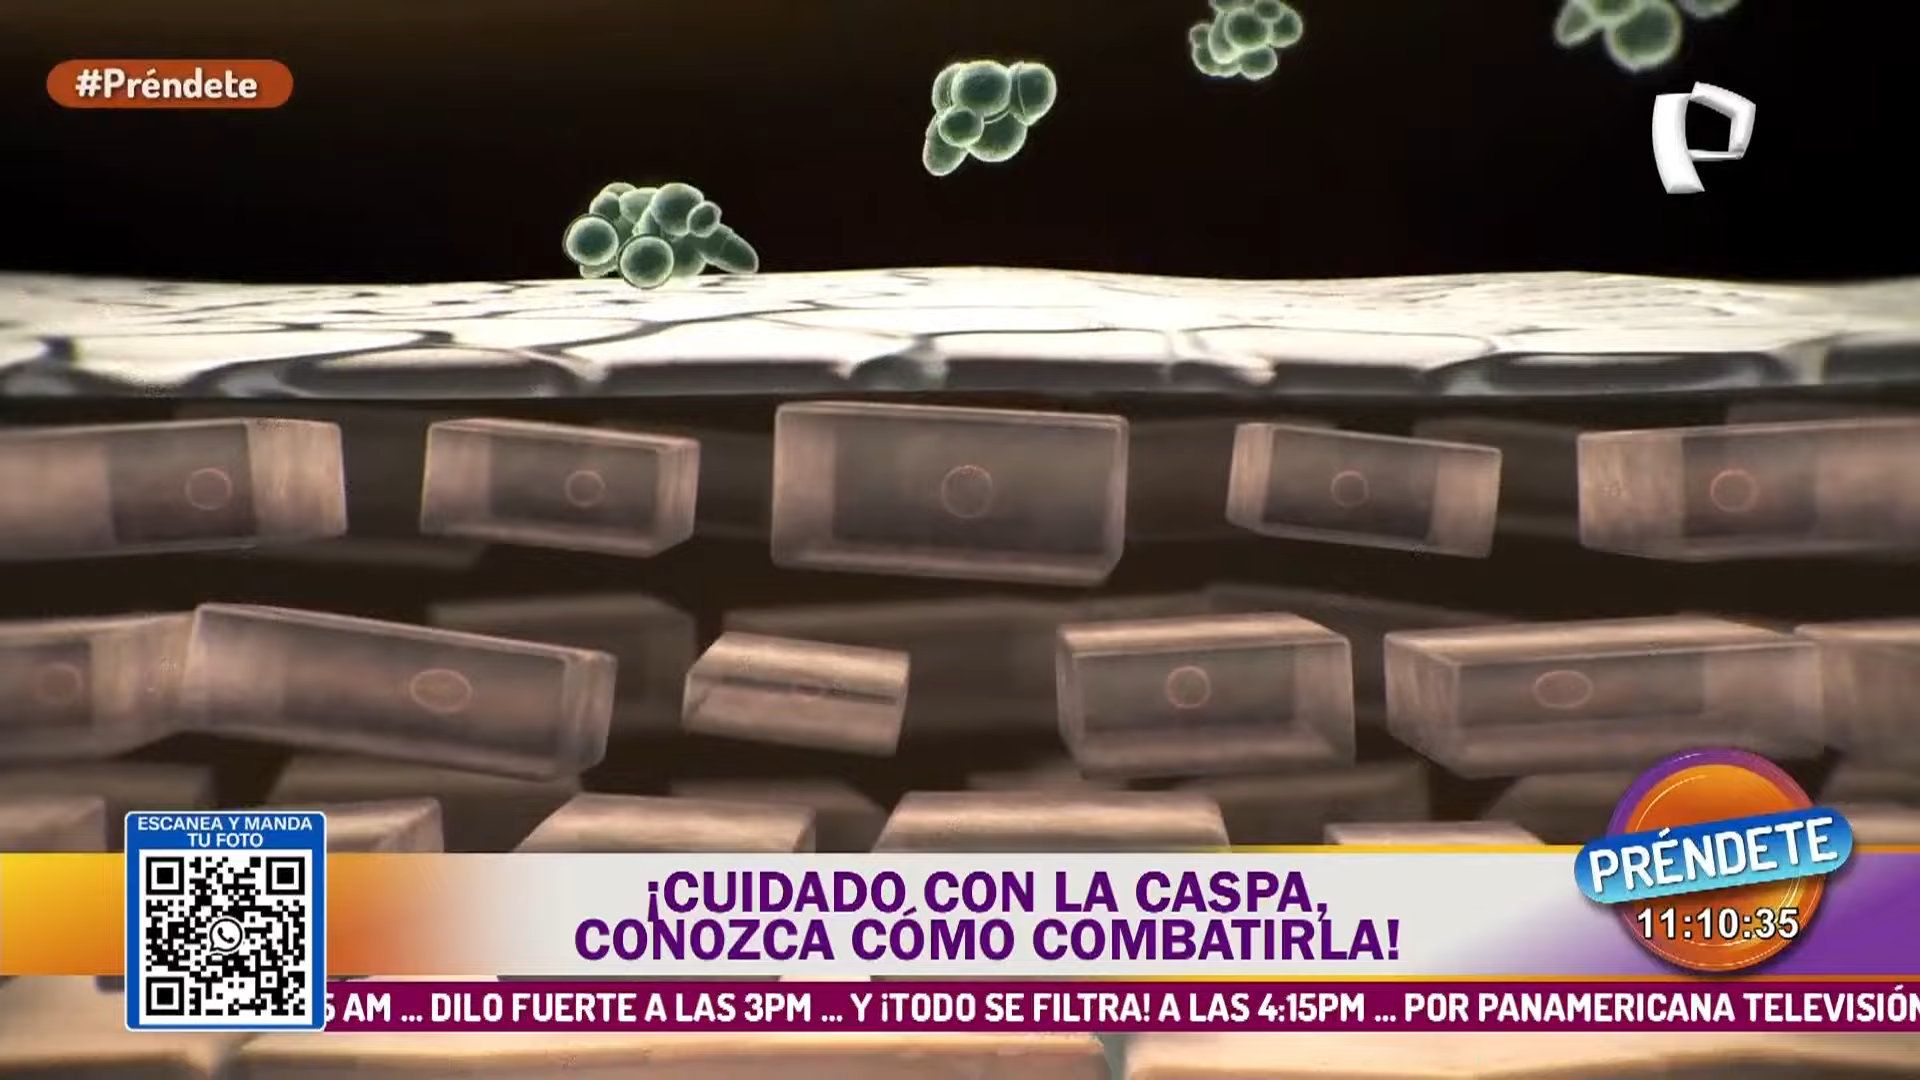 #Préndete
ESCANEA Y MANDA
TU FOTO
¡CUIDADO CON LA CASPA,
CONOZCA CÓMO COMBATIRLA!
PRÉNDETE
11:10:35
5 AM ... DILO FUERTE A LAS 3PM ... Y ¡TODO SE FILTRA! A LAS 4:15PM ... POR PANAMERICANA TELEVISIÓN